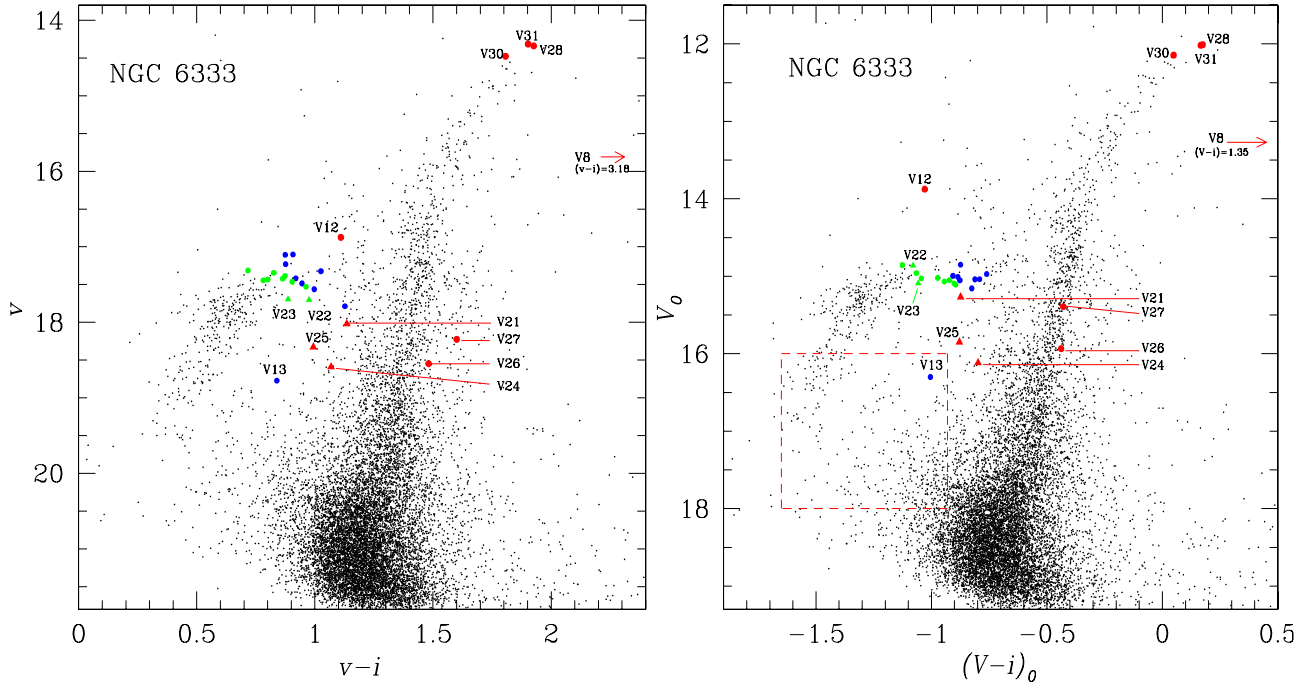 NGC 6333
V31
V30
V28
V8
(v−i)=3.18
V12
V23
V22
V21
V25
V27
V26
V13
V24
14
16
18
20
v
0
0.5
1
1.5
2
v−i
NGC 6333
V28
V30
V31
V8
(V−i)=1.35
V12
V22
V23
V21
V27
V25
V26
V13
V24
12
14
16
18
V₀
−1.5
−1
−0.5
0
0.5
(V−i)₀